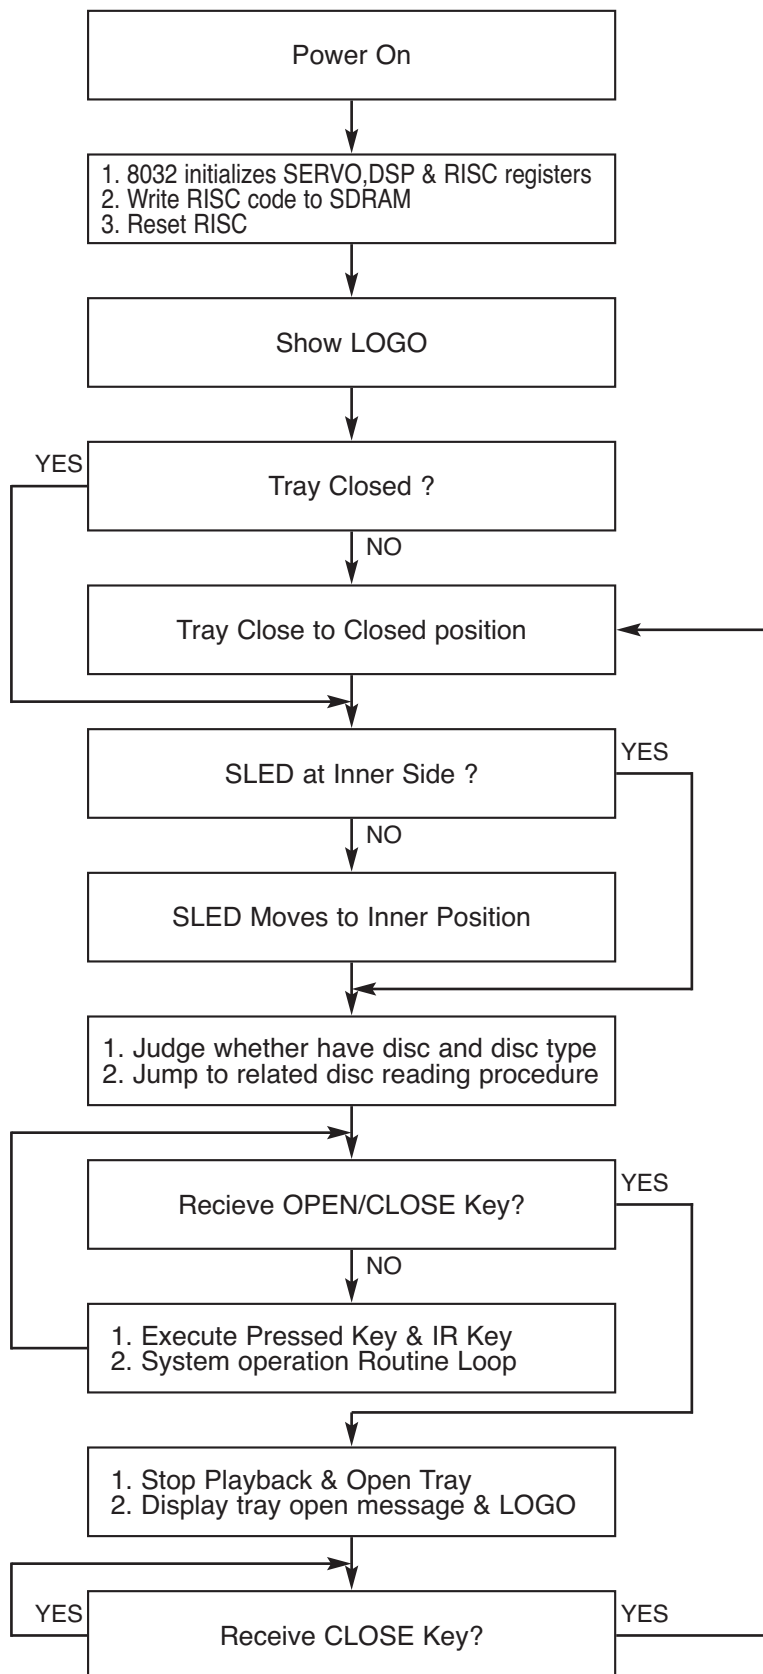 Power On
1. 8032 initializes SERVO,DSP & RISC registers
2. Write RISC code to SDRAM
3. Reset RISC
Show LOGO
YES
Tray Closed ?
NO
Tray Close to Closed position
SLED at Inner Side ?
YES
NO
SLED Moves to Inner Position
1. Judge whether have disc and disc type
2. Jump to related disc reading procedure
Recieve OPEN/CLOSE Key?
YES
NO
1. Execute Pressed Key & IR Key
2. System operation Routine Loop
1. Stop Playback & Open Tray
2. Display tray open message & LOGO
YES
Receive CLOSE Key?
YES